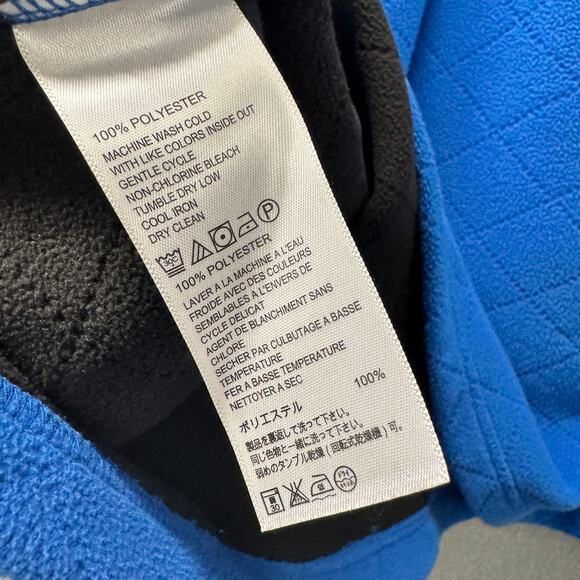 100% POLYESTER
MACHINE WASH COLD
WITH LIKE COLORS INSIDE OUT
GENTLE CYCLE
NON-CHLORINE BLEACH
TUMBLE DRY LOW
COOL IRON
DRY CLEAN
30C P
100% POLYESTER
LAVER A LA MACHINE A L'EAU
FROIDE AVEC DES COULEURS
SEMBLABLES À L'ENVERS DE
CYCLE DELICAT
AGENT DE BLANCHIMENT SANS
CHLORE
SECHER PAR CULBUTAGE A BASSE
TEMPERATURE
FER A BASSE TEMPERATURE
NETTOYER A SEC
ポリエステル 100%
製品を裏返して洗って下さい。
同じ色物と一緒に洗って下さい。
弱めのタンブル乾燥（回転式乾燥機）可。
30 低